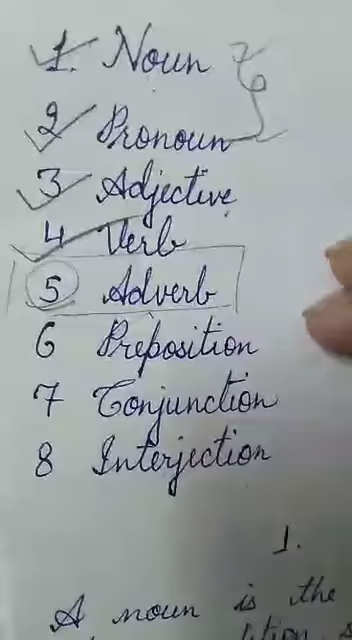 1. Noun
2 Pronoun
3 Adjective
4 Verb
5 Adverb
6 Preposition
7 Conjunction
8 Interjection
1.
A noun is the